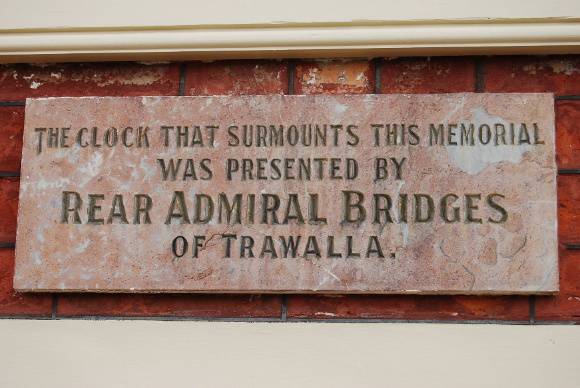 THE CLOCK THAT SURMOUNTS THIS MEMORIAL
WAS PRESENTED BY
REAR ADMIRAL BRIDGES
OF TRAWALLA.